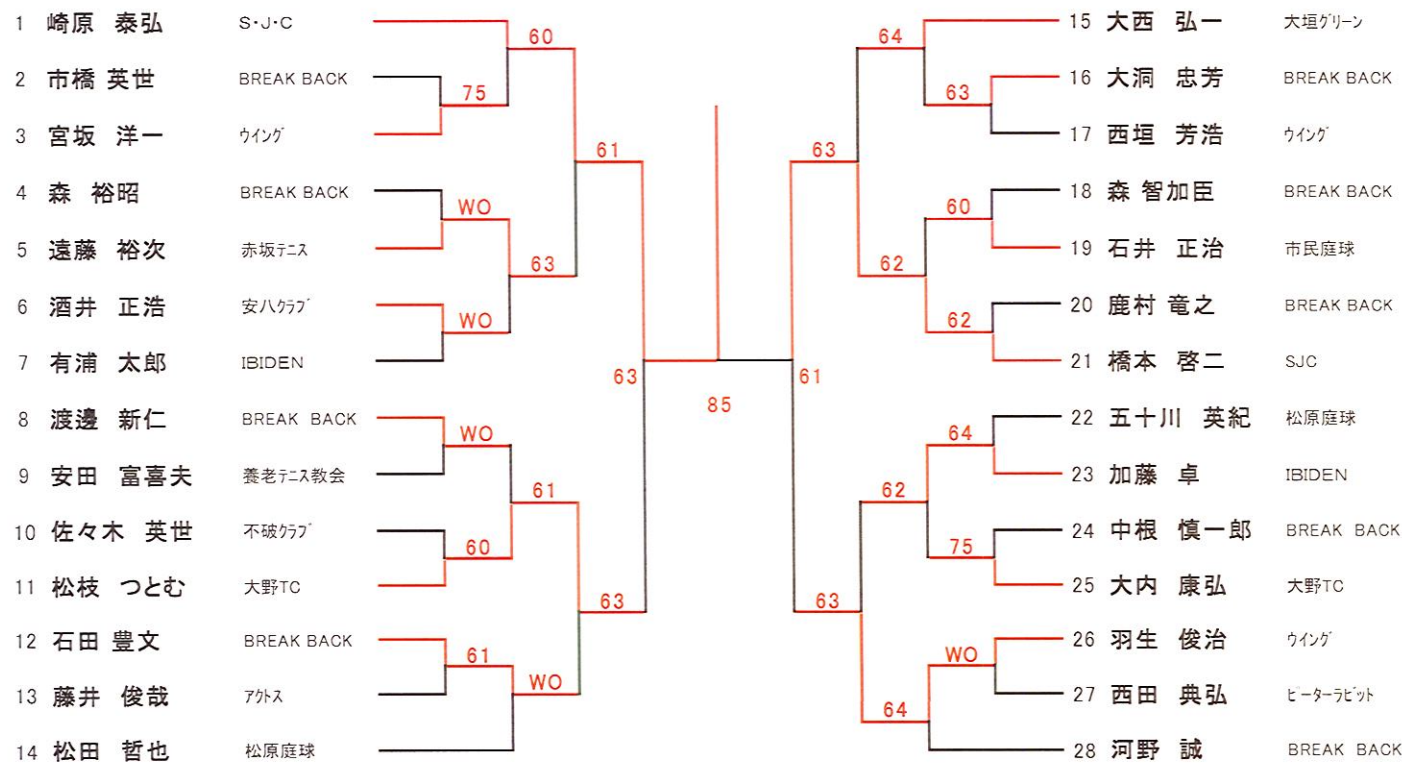 1 崎原 泰弘 S・J・C
2 市橋 英世 BREAK BACK
3 宮坂 洋一 ウイング
4 森 裕昭 BREAK BACK
5 遠藤 裕次 赤坂テニス
6 酒井 正浩 安八クラブ
7 有浦 太郎 IBIDEN
8 渡邊 新仁 BREAK BACK
9 安田 富喜夫 養老テニス教会
10 佐々木 英世 不破クラブ
11 松枝 つとむ 大野TC
12 石田 豊文 BREAK BACK
13 藤井 俊哉 アクトス
14 松田 哲也 松原庭球
60
75
61
WO
63
WO
63
WO
61
60
63
61
WO
85
64
63
63
60
62
62
61
64
62
75
63
WO
64
15 大西 弘一 大垣グリーン
16 大洞 忠芳 BREAK BACK
17 西垣 芳浩 ウイング
18 森 智加臣 BREAK BACK
19 石井 正治 市民庭球
20 鹿村 竜之 BREAK BACK
21 橋本 啓二 SJC
22 五十川 英紀 松原庭球
23 加藤 卓 IBIDEN
24 中根 慎一郎 BREAK BACK
25 大内 康弘 大野TC
26 羽生 俊治 ウイング
27 西田 典弘 ピーターラビット
28 河野 誠 BREAK BACK